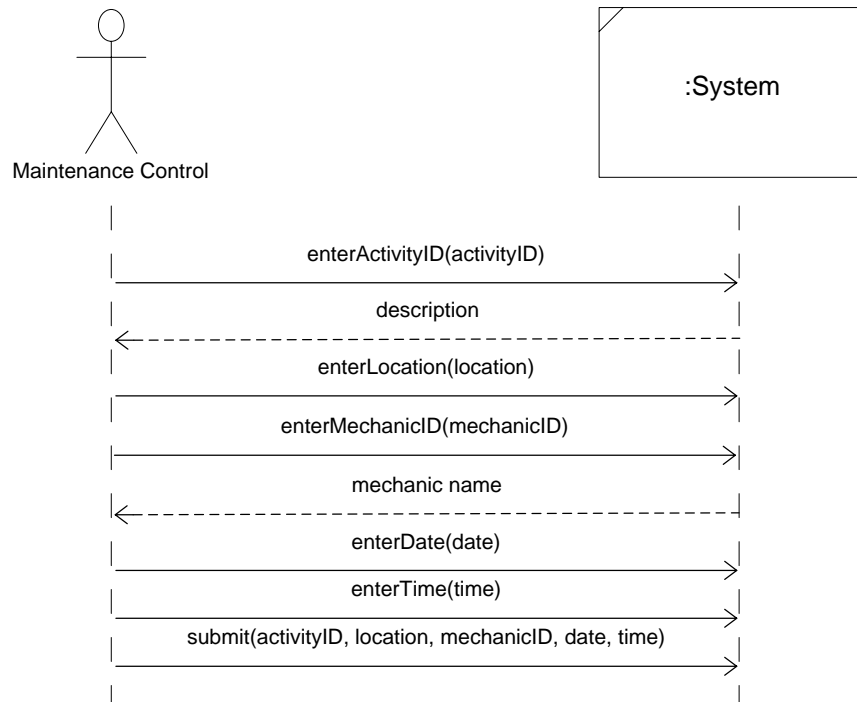 :System
Maintenance Control
enterActivityID(activityID)
description
enterLocation(location)
enterMechanicID(mechanicID)
mechanic name
enterDate(date)
enterTime(time)
submit(activityID, location, mechanicID, date, time)